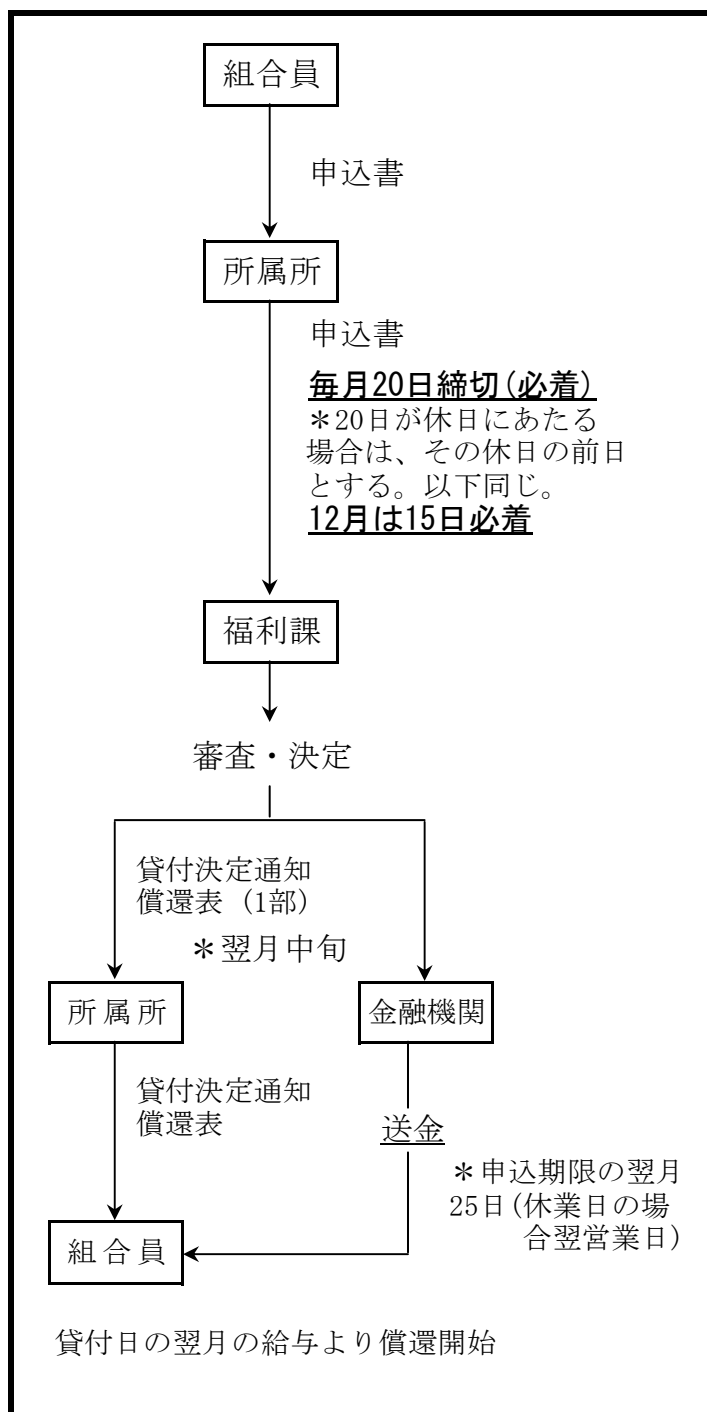 組合員
申込書
所属所
申込書
毎月20日締切(必着)
＊20日が休日にあたる
場合は、その休日の前日
とする。以下同じ。
12月は15日必着
福利課
審査・決定
貸付決定通知
償還表 (1部)
＊翌月中旬
所属所
金融機関
貸付決定通知
償還表
送金
＊申込期限の翌月
25日(休業日の場
合翌営業日)
組合員
貸付日の翌月の給与より償還開始